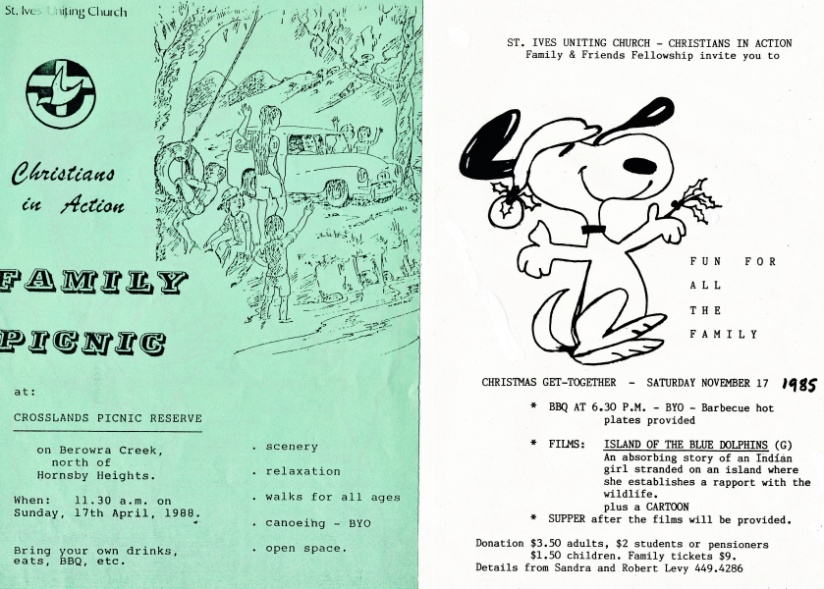 St. Ives Uniting Church
Christians
in Action
FAMILY
PICNIC
at:
CROSSLANDS PICNIC RESERVE
on Berowra Creek,
north of
Hornsby Heights.
When: 11.30 a.m. on
Sunday, 17th April, 1988.
Bring your own drinks,
eats, BBQ, etc.
. scenery
. relaxation
. walks for all ages
. canoeihg - BYO
. open space.
ST. IVES UNITING CHURCH - CHRISTIANS IN ACTION
Family & Friends Fellowship invite you to
FUN FOR
ALL
THE
FAMILY
CHRISTMAS GET-TOGETHER - SATURDAY NOVEMBER 17 1985
* BBQ AT 6.30 P.M. - BYO - Barbecue hot
plates provided
* FILMS: ISLAND OF THE BLUE DOLPHINS (G)
An absorbing story of an Indian
girl stranded on an island where
she establishes a rapport with the
wildlife.
plus a CARTOON
* SUPPER after the films will be provided.
Donation $3.50 adults, $2 students or pensioners
$1.50 children. Family tickets $9.
Details from Sandra and Robert Levy 449.4286